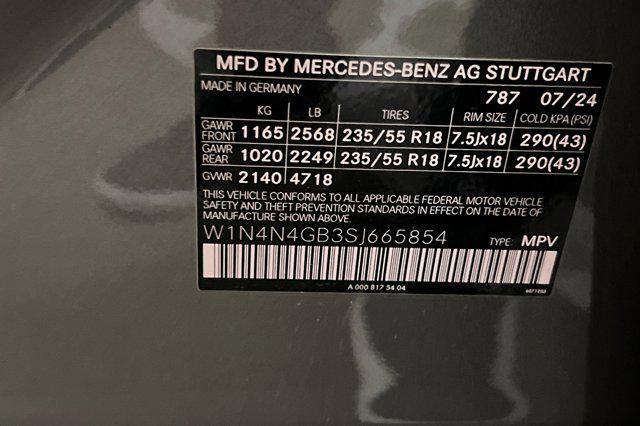 MFD BY MERCEDES-BENZ AG STUTTGART
MADE IN GERMANY 787 07/24
KG LB TIRES RIM SIZE COLD KPA (PSI)
GAWR FRONT 1165 2568 235/55 R18 7.5Jx18 290(43)
GAWR REAR 1020 2249 235/55 R18 7.5Jx18 290(43)
GVWR 2140 4718
THIS VEHICLE CONFORMS TO ALL APPLICABLE FEDERAL MOTOR VEHICLE
SAFETY AND THEFT PREVENTION STANDARDS IN EFFECT ON THE DATE OF
MANUFACTURE SHOWN ABOVE.
W1N4N4GB3SJ665854 TYPE: MPV
A 000 817 54 04